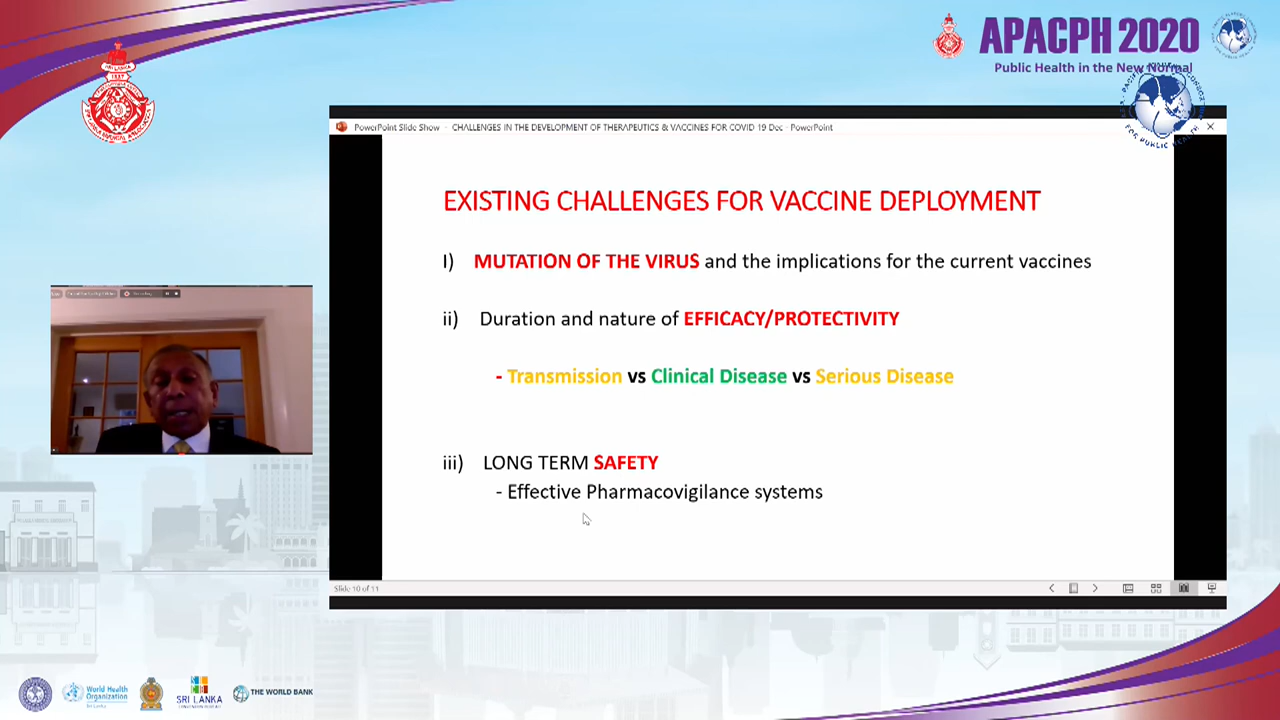 APACPH 2020
Public Health in the New Normal
PowerPoint Slide Show - CHALLENGES IN THE DEVELOPMENT OF THERAPEUTICS & VACCINES FOR COVID 19 Dec - PowerPoint
EXISTING CHALLENGES FOR VACCINE DEPLOYMENT
I) MUTATION OF THE VIRUS and the implications for the current vaccines
ii) Duration and nature of EFFICACY/PROTECTIVITY
- Transmission vs Clinical Disease vs Serious Disease
iii) LONG TERM SAFETY
- Effective Pharmacovigilance systems
Slide 10 of 11
World Health
Organization
Sri Lanka
SRI LANKA
THE WORLD BANK